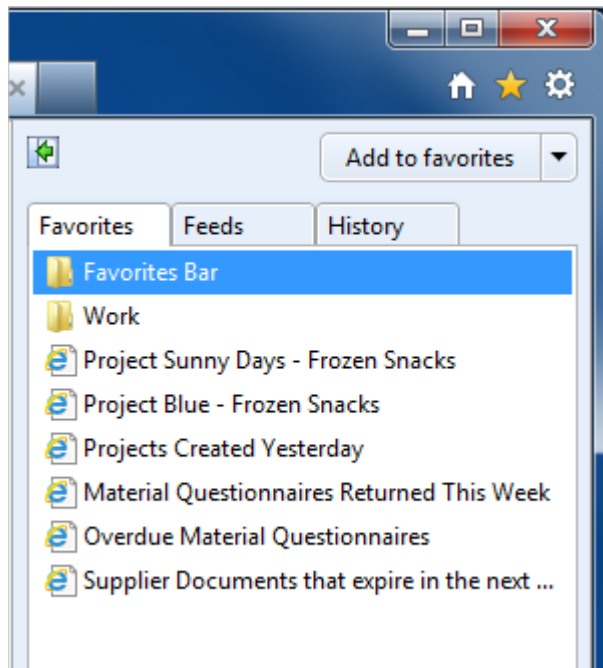 Add to favorites
Favorites Feeds History
Favorites Bar
Work
Project Sunny Days - Frozen Snacks
Project Blue - Frozen Snacks
Projects Created Yesterday
Material Questionnaires Returned This Week
Overdue Material Questionnaires
Supplier Documents that expire in the next ...